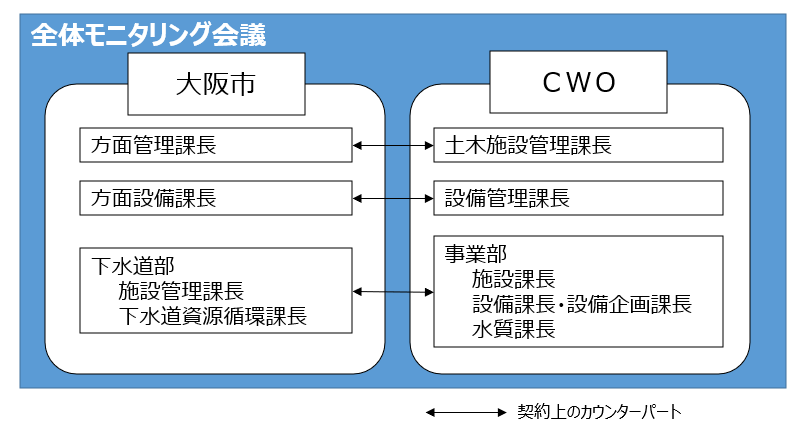 全体モニタリング会議
大阪市
方面管理課長
方面設備課長
下水道部
施設管理課長
下水道資源循環課長
CWO
土木施設管理課長
設備管理課長
事業部
施設課長
設備課長・設備企画課長
水質課長
契約上のカウンターパート